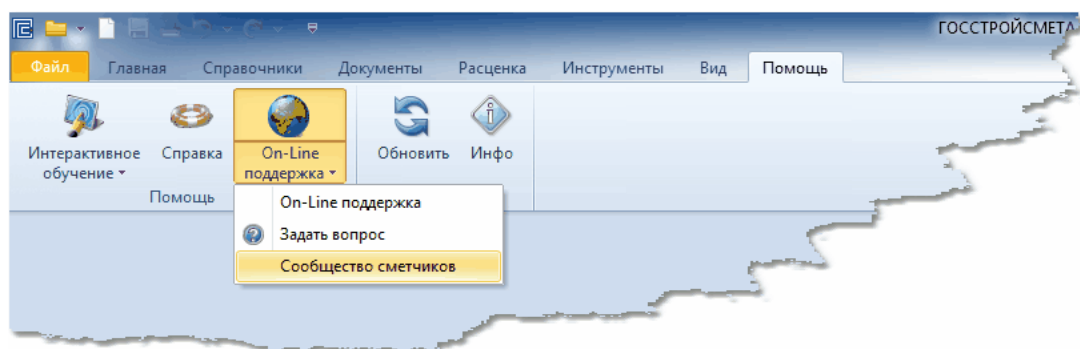 ГОССТРОЙСМЕТА
Файл Главная Справочники Документы Расценка Инструменты Вид Помощь
Интерактивное обучение Справка On-Line поддержка Обновить Инфо
Помощь
On-Line поддержка
Задать вопрос
Сообщество сметчиков